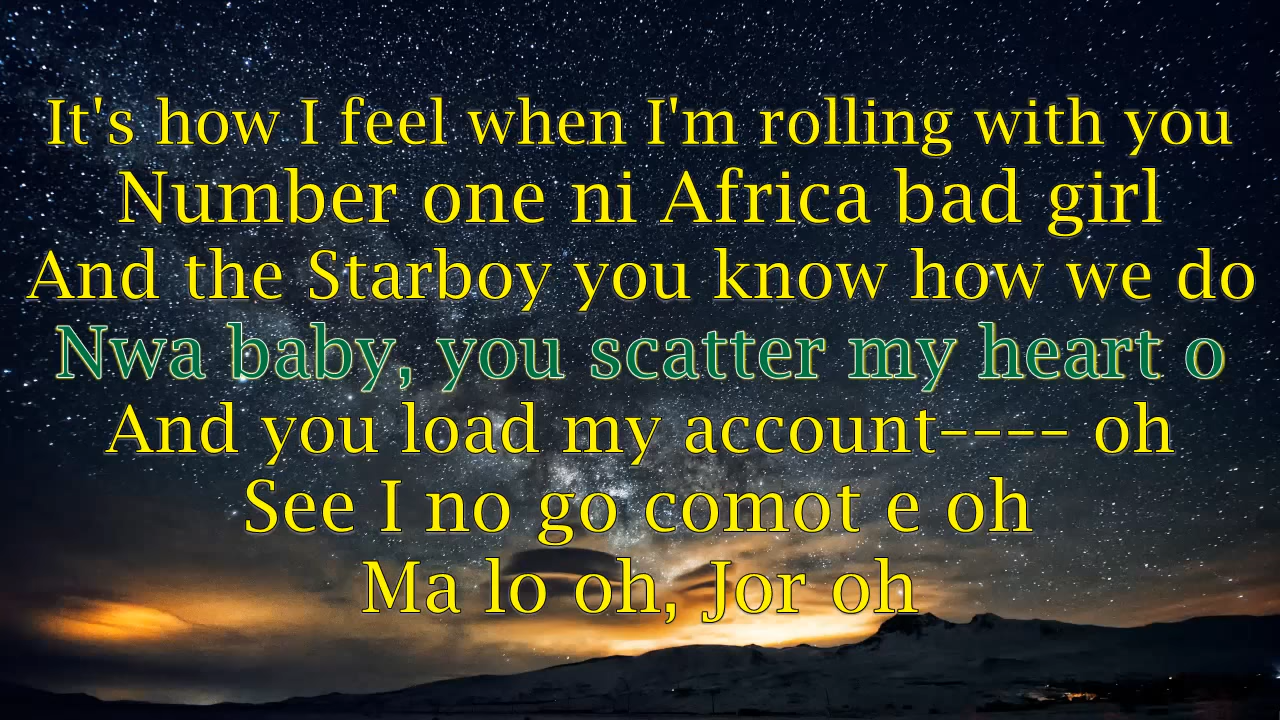 It's how I feel when I'm rolling with you
Number one ni Africa bad girl
And the Starboy you know how we do
Nwa baby, you scatter my heart o
And you load my account---- oh
See I no go comot e oh
Ma lo oh, Jor oh